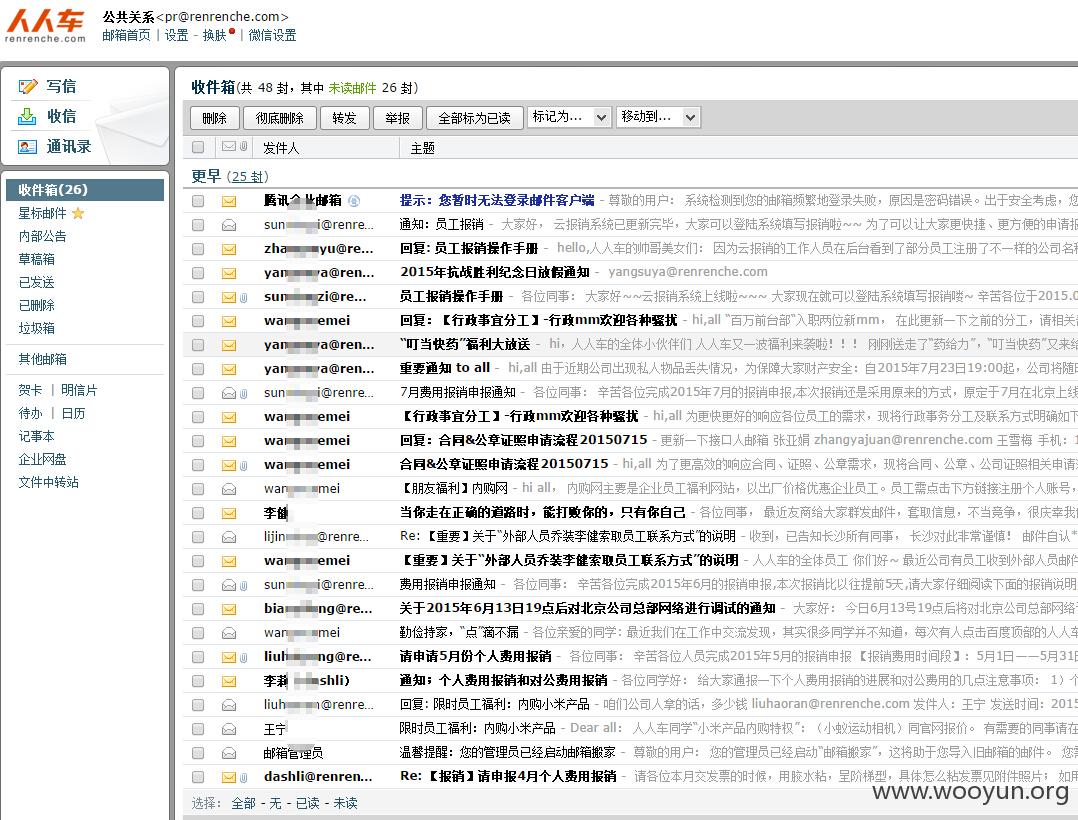 人人车
renrenche.com
公共关系<pr@renrenche.com>
邮箱首页 | 设置 - 换肤 | 微信设置
写信
收信
通讯录
收件箱(26)
星标邮件
内部公告
草稿箱
已发送
已删除
垃圾箱
其他邮箱
贺卡 | 明信片
待办 | 日历
记事本
企业网盘
文件中转站
收件箱(共 48 封，其中 未读邮件 26 封)
删除 彻底删除 转发 举报 全部标为已读 标记为... 移动到...
发件人 主题
更早 (25 封)
腾讯企业邮箱 提示：您暂时无法登录邮件客户端 - 尊敬的用户： 系统检测到您的邮箱频繁地登录失败，原因是密码错误。出于安全考虑，您
sun i@renre... 通知：员工报销 - 大家好， 云报销系统已更新完毕，大家可以登陆系统填写报销啦~~ 为了可以让大家更快捷、更方便的申请报
zha yu@re... 回复: 员工报销操作手册 - hello,人人车的帅哥美女们： 因为云报销的工作人员在后台看到了部分员工注册了不一样的公司名称
yan ya@ren... 2015年抗战胜利纪念日放假通知 - yangsuya@renrenche.com
sun zi@re... 员工报销操作手册 - 各位同事： 大家好~~云报销系统上线啦~~~ 大家现在就可以登陆系统填写报销喽~ 辛苦各位于2015.0
wan emei 回复：【行政事宜分工】-行政mm欢迎各种骚扰 - hi,all “百万前台部“入职两位新mm， 在此更新一下之前的分工，请相关
yan ya@ren... “叮当快药”福利大放送 - hi，人人车的全体小伙伴们 人人车又一波福利来袭啦！！！ 刚刚送走了“药给力”，“叮当快药”又来给
yan ya@ren... 重要通知 to all - hi,all 由于近期公司出现私人物品丢失情况，为保障大家财产安全：自2015年7月23日19:00起，公司将随
sun i@renre... 7月费用报销申报通知 - 各位同事： 辛苦各位完成2015年7月的报销申报,本次报销还是采用原来的方式，原定于7月在北京上线
wan emei 【行政事宜分工】-行政mm欢迎各种骚扰 - hi,all 为更快更好的响应各位员工的需求，现将行政事务分工及联系方式明确如下
wan emei 回复：合同&公章证照申请流程20150715 - 更新一下接口人邮箱 张亚娟 zhangyajuan@renrenche.com 王雪梅 手机：1
wan emei 合同&公章证照申请流程20150715 - hi,all 为了更高效的响应合同、证照、公章需求，现将合同、公章、公司证照相关申请
wan mei 【朋友福利】内购网 - hi all， 内购网主要是企业员工福利网站，以出厂价格优惠企业员工。员工需点击下方链接注册个人账号，
李健 当你走在正确的道路时，能打败你的，只有你自己 - 各位同事， 最近友商给大家群发邮件，套取信息，不当竞争，很庆幸我
lijin @renre... Re:【重要】关于“外部人员乔装李健索取员工联系方式”的说明 - 收到，已告知长沙所有同事， 长沙对此非常谨慎！ 邮件自认*
wan emei 【重要】关于“外部人员乔装李健索取员工联系方式”的说明 - 人人车的全体员工 你们好~ 最近公司有员工收到外部人员邮件
sun i@renre... 费用报销申报通知 - 各位同事： 辛苦各位完成2015年6月的报销申报,本次报销比以往提前5天,请大家仔细阅读下面的报销说明
bian ng@re... 关于2015年6月13日19点后对北京公司总部网络进行调试的通知 - 大家好： 今日6月13号19点后将对北京公司总部网络
wan mei 勤俭持家，“点”滴不漏 - 各位亲爱的同学: 最近我们在工作中交流发现，其实很多同学并不知道，每次有人点击百度顶部的人人车
liul ng@re... 请申请5月份个人费用报销 - 各位同事： 辛苦各位人员完成2015年5月的报销申报 【报销费用时间段】：5月1日——5月31日
李 shli) 通知；个人费用报销和对公费用报销 - 各位同学好： 给大家通报一下个人费用报销的进展和对公费用的几点注意事项： 1）个
liuh n@renre... 回复: 限时员工福利：内购小米产品 - 咱们公司人拿的话，多少钱 liuhaoran@renrenche.com 发件人：王宁 发送时间：2015
王宁 限时员工福利：内购小米产品 - Dear all： 人人车同学“小米产品内购特权”：（小蚁运动相机）同官网报价。 有需要的同事请在
邮箱管理员 温馨提醒：您的管理员已经启动邮箱搬家 - 尊敬的用户： 您的管理员已经启动“邮箱搬家”，这将助于您导入旧邮箱的邮件。 您
dashli@renren... Re:【报销】请申报4月个人费用报销 - 请各位本月交发票的时候，用胶水粘，呈阶梯型，具体怎么粘发票见附件照片； 如用
选择： 全部 - 无 - 已读 - 未读
www.wooyun.org